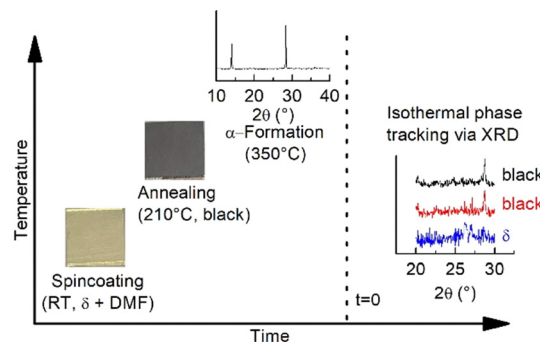 10 20 30 40
2θ (°)
α–Formation
(350°C)
Annealing
(210°C, black)
Spincoating
(RT, δ + DMF)
Isothermal phase
tracking via XRD
black
black
δ
20 25 30
2θ (°)
t=0
Temperature
Time